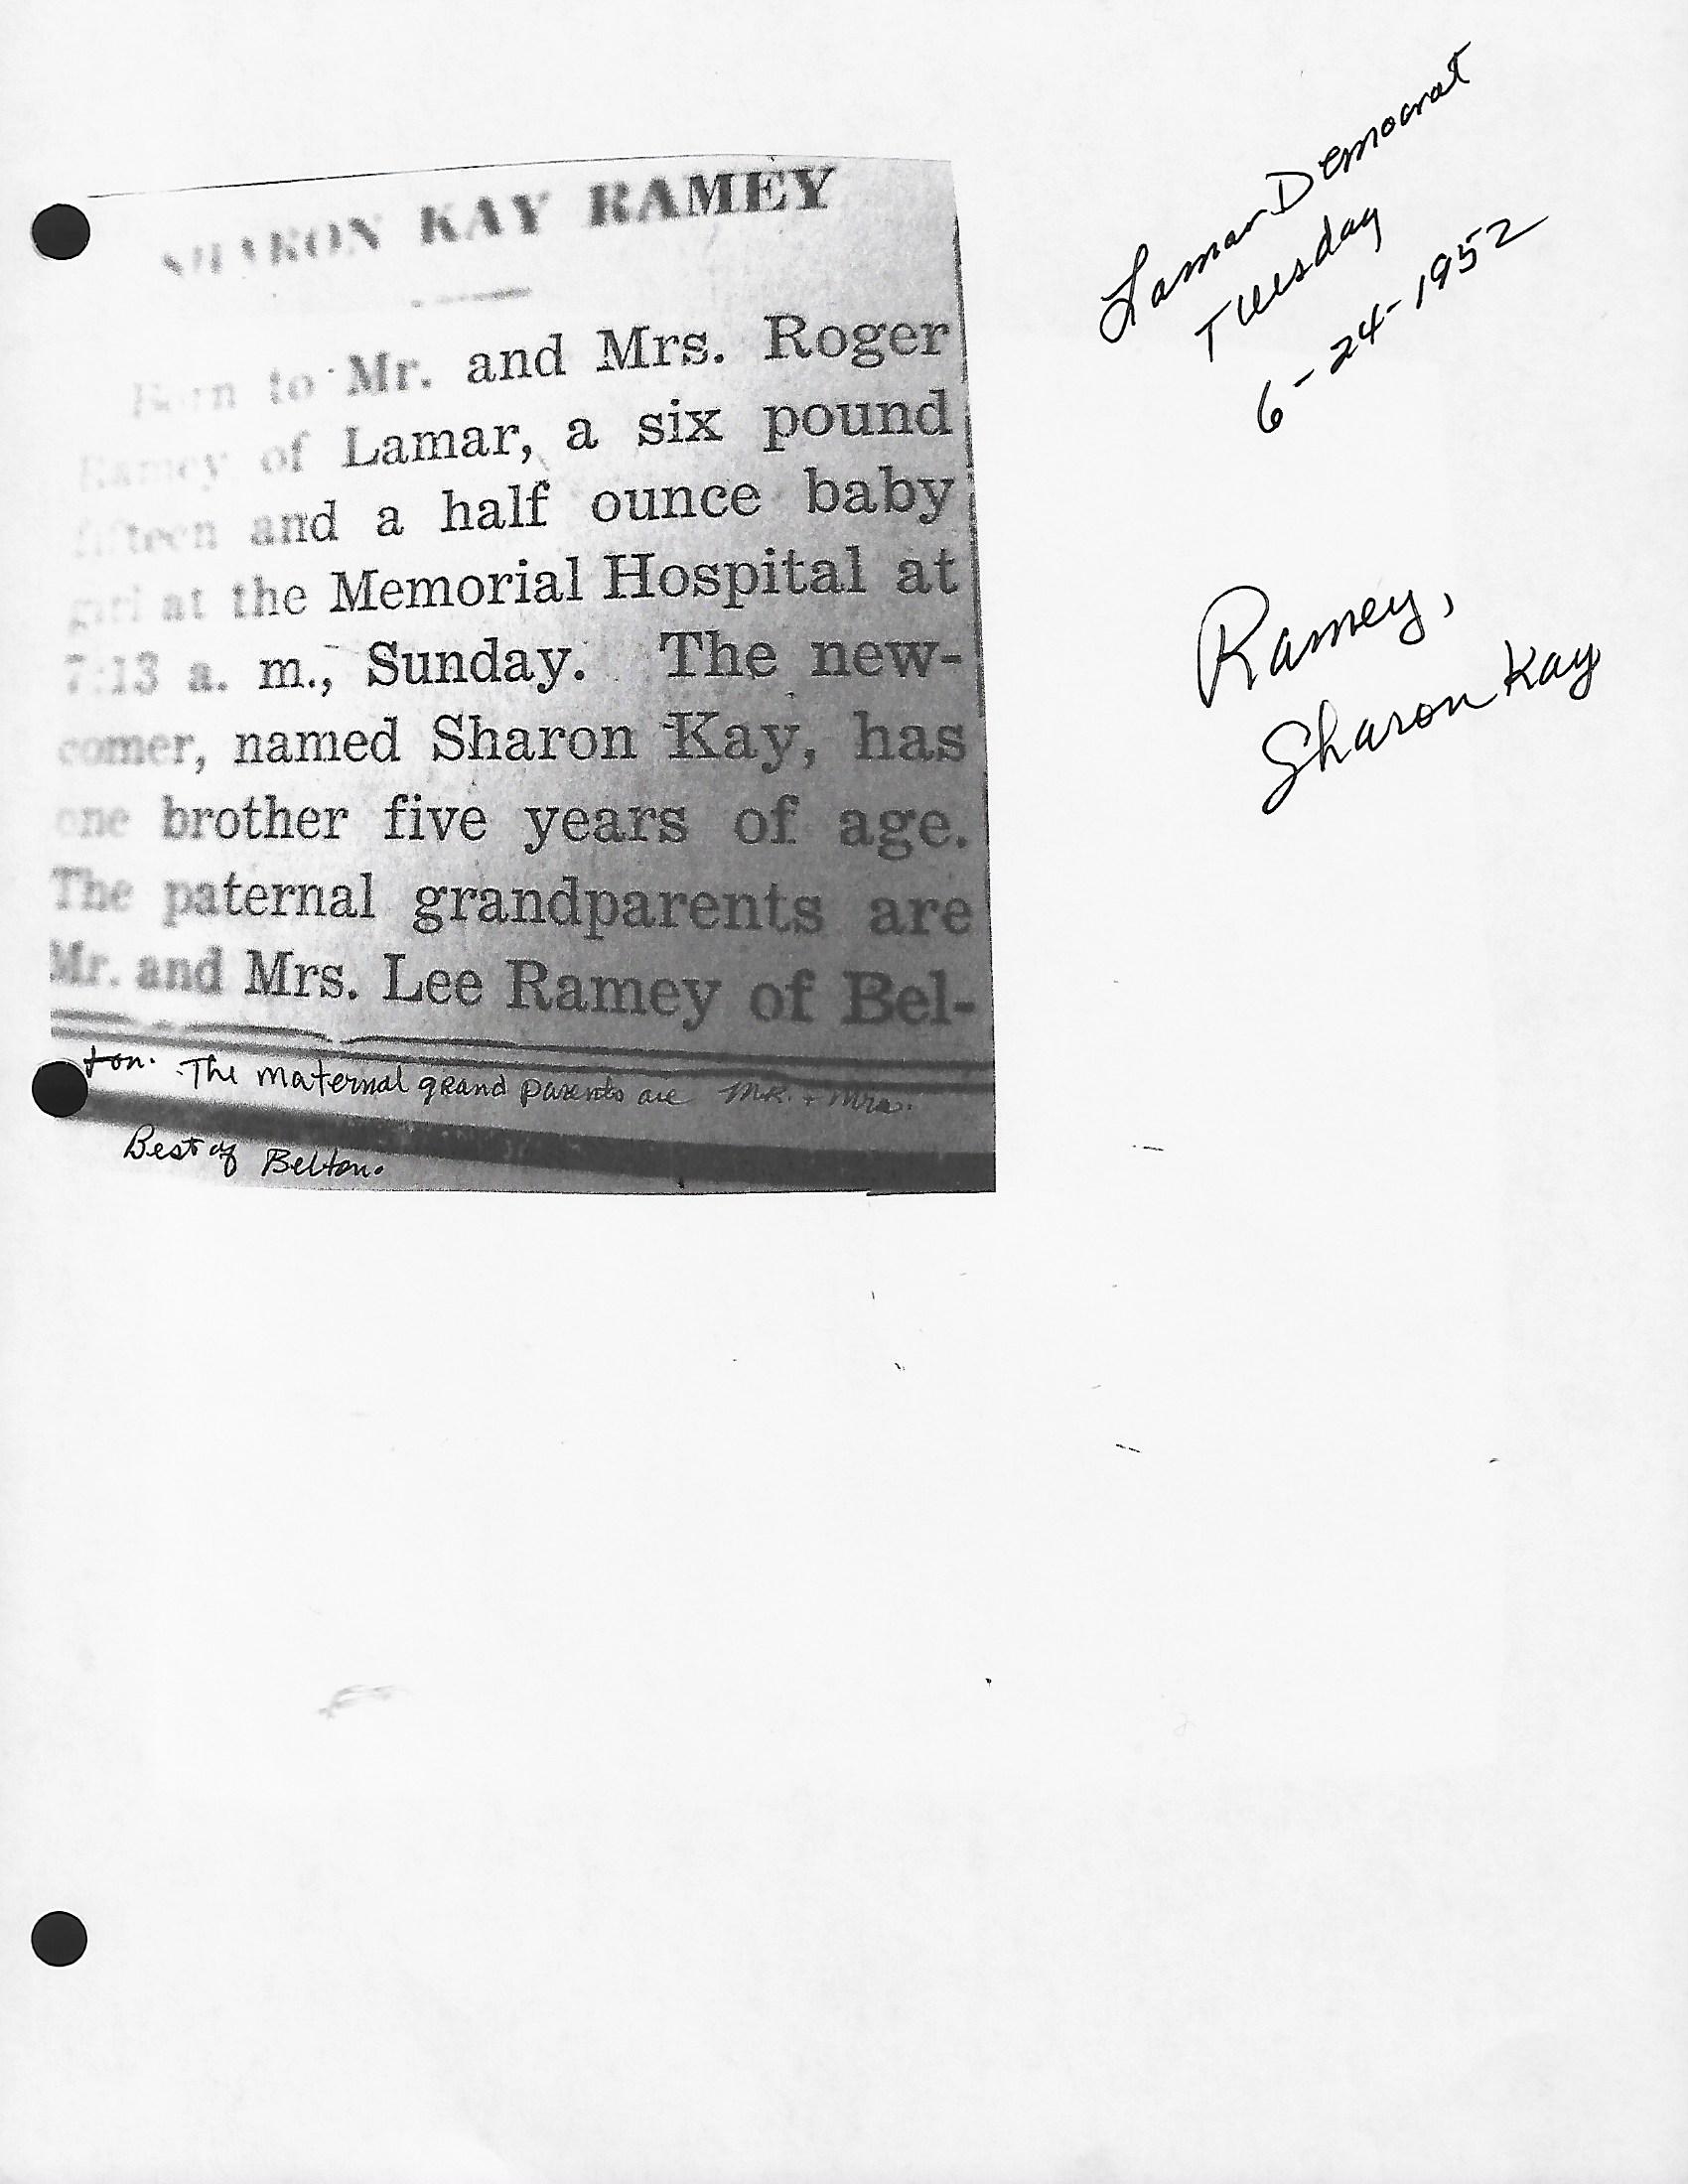 SHARON KAY RAMEY
Born to Mr. and Mrs. Roger
Ramey of Lamar, a six pound
fifteen and a half ounce baby
girl at the Memorial Hospital at
7:13 a. m., Sunday. The new-
comer, named Sharon Kay, has
one brother five years of age.
The paternal grandparents are
Mr. and Mrs. Lee Ramey of Bel-
ton. The maternal grand parents are MR. + Mrs.
Best of Belton.
Lamar Democrat
Tuesday
6-24-1952
Ramey,
Sharon Kay